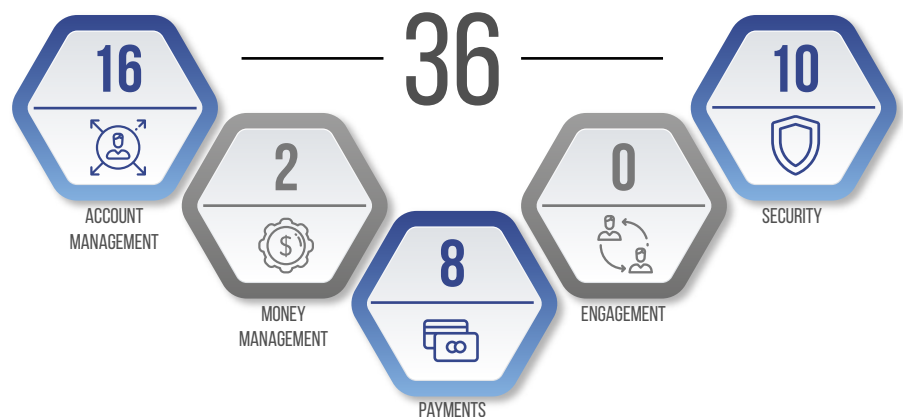 36
16
ACCOUNT
MANAGEMENT
2
$
MONEY
MANAGEMENT
8
PAYMENTS
0
ENGAGEMENT
10
SECURITY